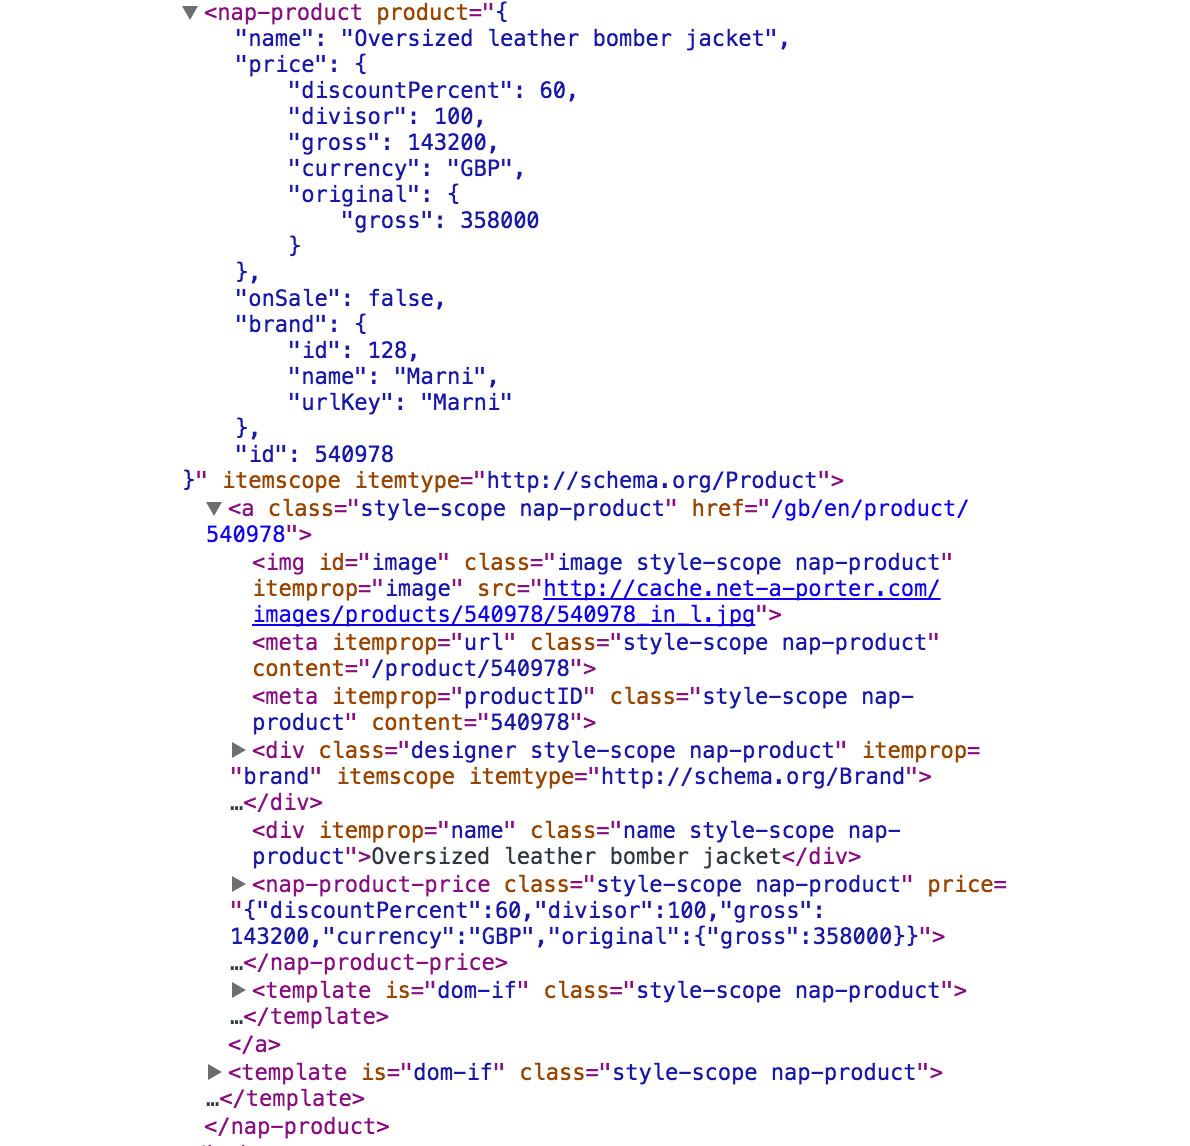 ▼<nap-product product="{
"name": "Oversized leather bomber jacket",
"price": {
"discountPercent": 60,
"divisor": 100,
"gross": 143200,
"currency": "GBP",
"original": {
"gross": 358000
}
},
"onSale": false,
"brand": {
"id": 128,
"name": "Marni",
"urlKey": "Marni"
},
"id": 540978
}" itemscope itemtype="http://schema.org/Product">
▼<a class="style-scope nap-product" href="/gb/en/product/
540978">
<img id="image" class="image style-scope nap-product"
itemprop="image" src="http://cache.net-a-porter.com/
images/products/540978/540978_in_l.jpg">
<meta itemprop="url" class="style-scope nap-product"
content="/product/540978">
<meta itemprop="productID" class="style-scope nap-
product" content="540978">
▶<div class="designer style-scope nap-product" itemprop=
"brand" itemscope itemtype="http://schema.org/Brand">
…</div>
<div itemprop="name" class="name style-scope nap-
product">Oversized leather bomber jacket</div>
▶<nap-product-price class="style-scope nap-product" price=
"{"discountPercent":60,"divisor":100,"gross":
143200,"currency":"GBP","original":{"gross":358000}}">
…</nap-product-price>
▶<template is="dom-if" class="style-scope nap-product">
…</template>
</a>
▶<template is="dom-if" class="style-scope nap-product">
…</template>
</nap-product>